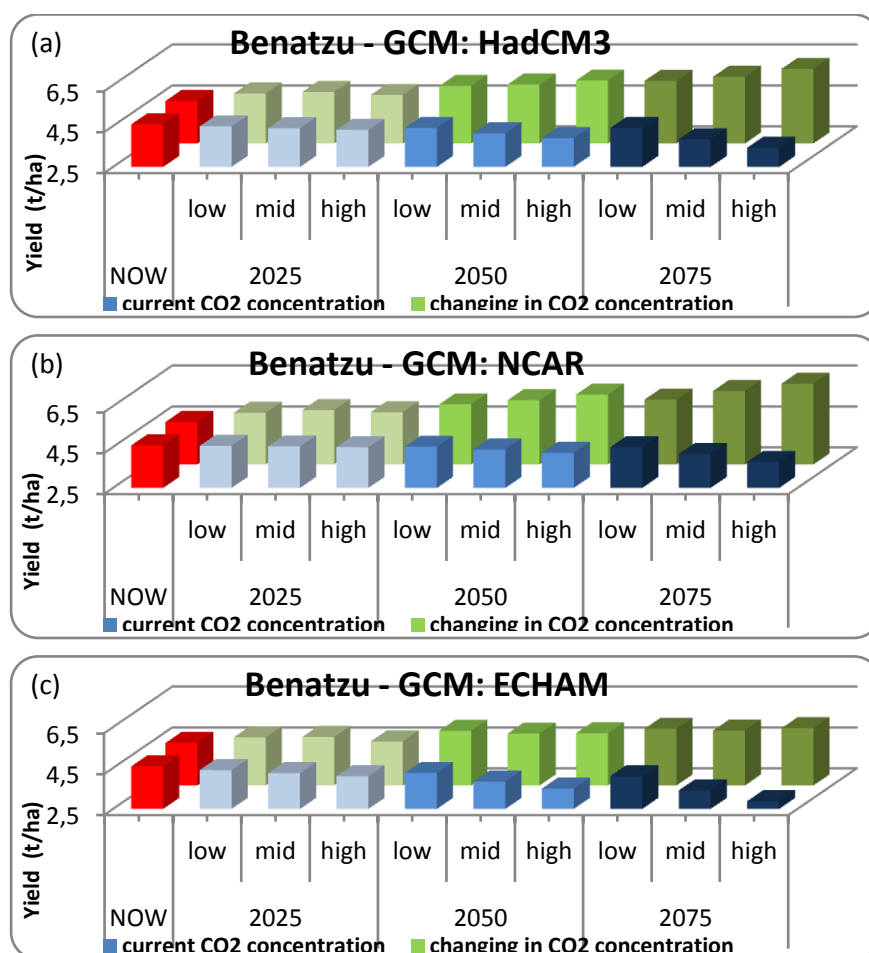 (a) Benatzu - GCM: HadCM3
6,5
4,5
2,5
Yield (t/ha)
low mid high low mid high low mid high
NOW 2025 2050 2075
current CO2 concentration changing in CO2 concentration
(b) Benatzu - GCM: NCAR
6,5
4,5
2,5
Yield (t/ha)
low mid high low mid high low mid high
NOW 2025 2050 2075
current CO2 concentration changing in CO2 concentration
(c) Benatzu - GCM: ECHAM
6,5
4,5
2,5
Yield (t/ha)
low mid high low mid high low mid high
NOW 2025 2050 2075
current CO2 concentration changing in CO2 concentration